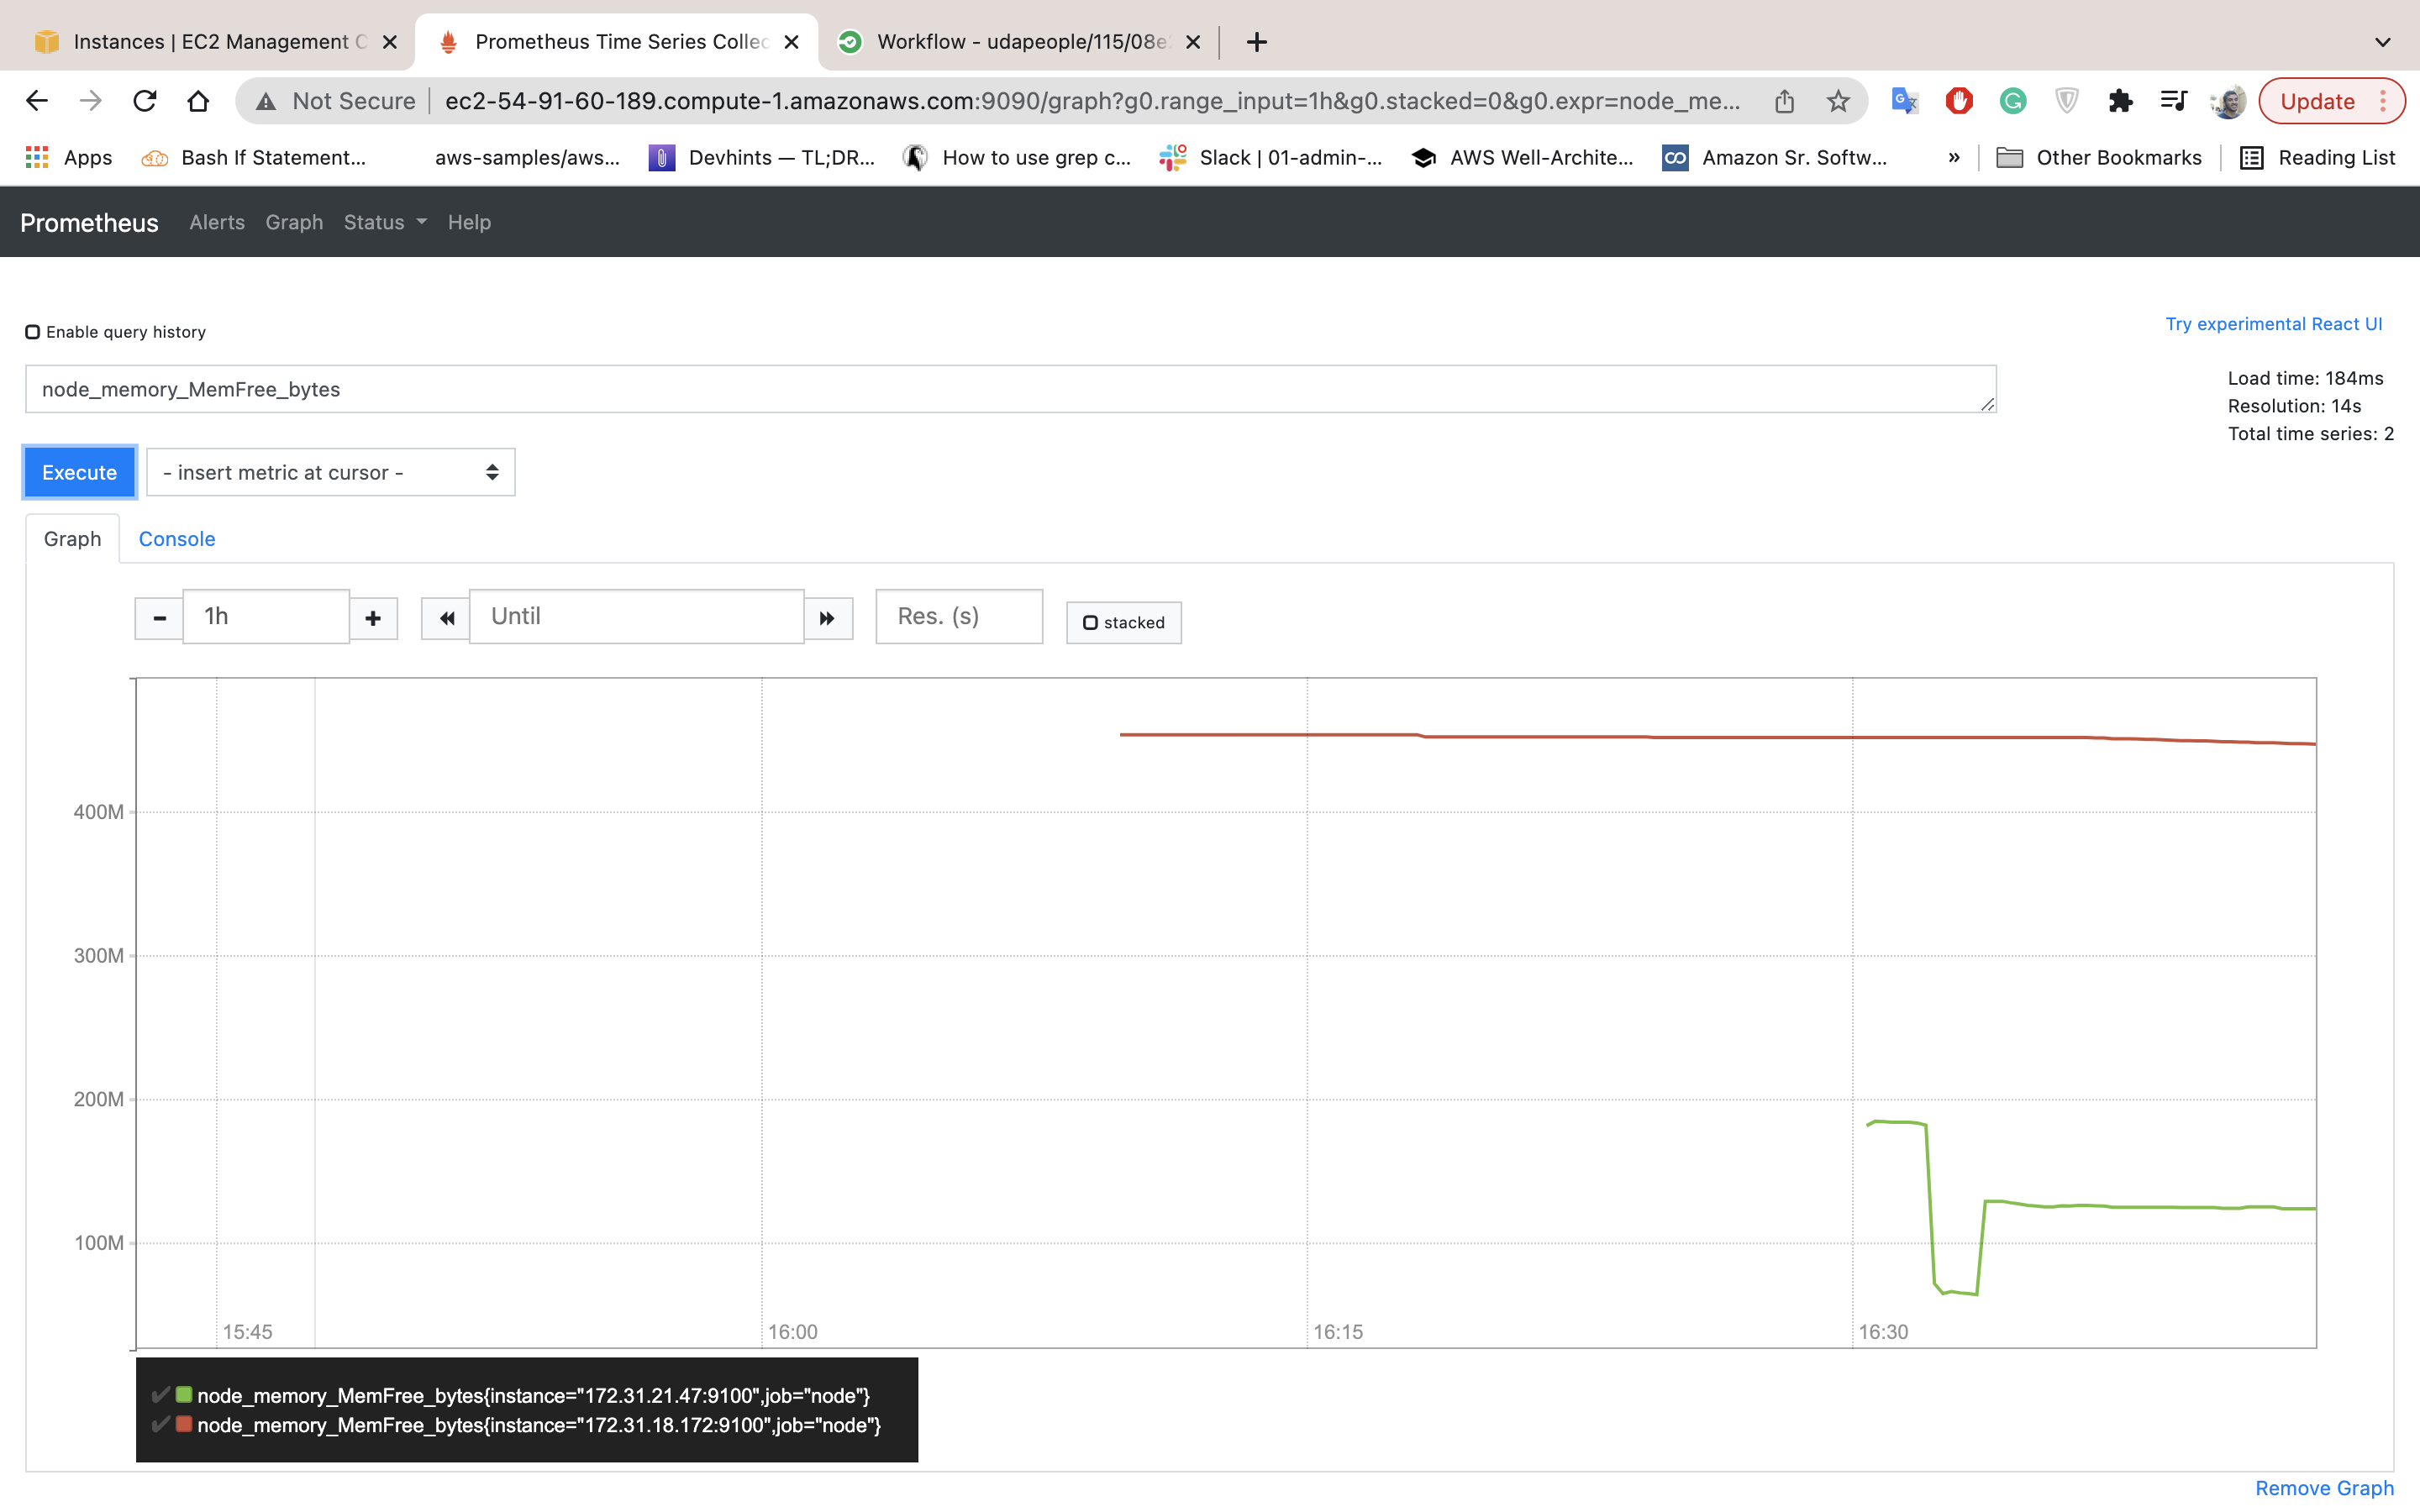 Instances | EC2 Management C
Prometheus Time Series Collec
Workflow - udapeople/115/08e
Not Secure
ec2-54-91-60-189.compute-1.amazonaws.com:9090/graph?g0.range_input=1h&g0.stacked=0&g0.expr=node_me...
Update
Apps
Bash If Statement...
aws-samples/aws...
Devhints — TL;DR...
How to use grep c...
Slack | 01-admin-...
AWS Well-Archite...
Amazon Sr. Softw...
»
Other Bookmarks
Reading List
Prometheus
Alerts
Graph
Status
Help
Enable query history
Try experimental React UI
node_memory_MemFree_bytes
Load time: 184ms
Resolution: 14s
Total time series: 2
Execute
- insert metric at cursor -
Graph
Console
1h
Until
Res. (s)
stacked
400M
300M
200M
100M
15:45
16:00
16:15
16:30
node_memory_MemFree_bytes{instance="172.31.21.47:9100",job="node"}
node_memory_MemFree_bytes{instance="172.31.18.172:9100",job="node"}
Remove Graph